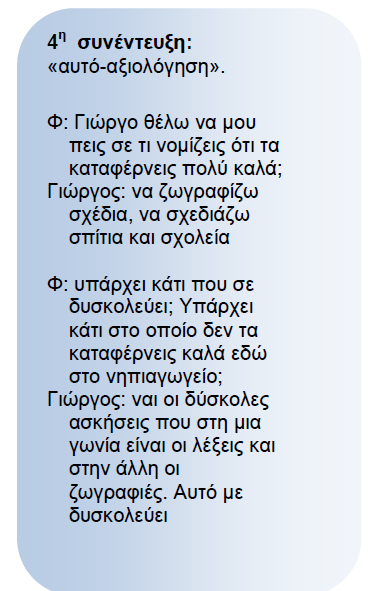 4η συνέντευξη:
«αυτό-αξιολόγηση».
Φ: Γιώργο θέλω να μου
πεις σε τι νομίζεις ότι τα
καταφέρνεις πολύ καλά;
Γιώργος: να ζωγραφίζω
σχέδια, να σχεδιάζω
σπίτια και σχολεία
Φ: υπάρχει κάτι που σε
δυσκολεύει; Υπάρχει
κάτι στο οποίο δεν τα
καταφέρνεις καλά εδώ
στο νηπιαγωγείο;
Γιώργος: ναι οι δύσκολες
ασκήσεις που στη μια
γωνία είναι οι λέξεις και
στην άλλη οι
ζωγραφιές. Αυτό με
δυσκολεύει